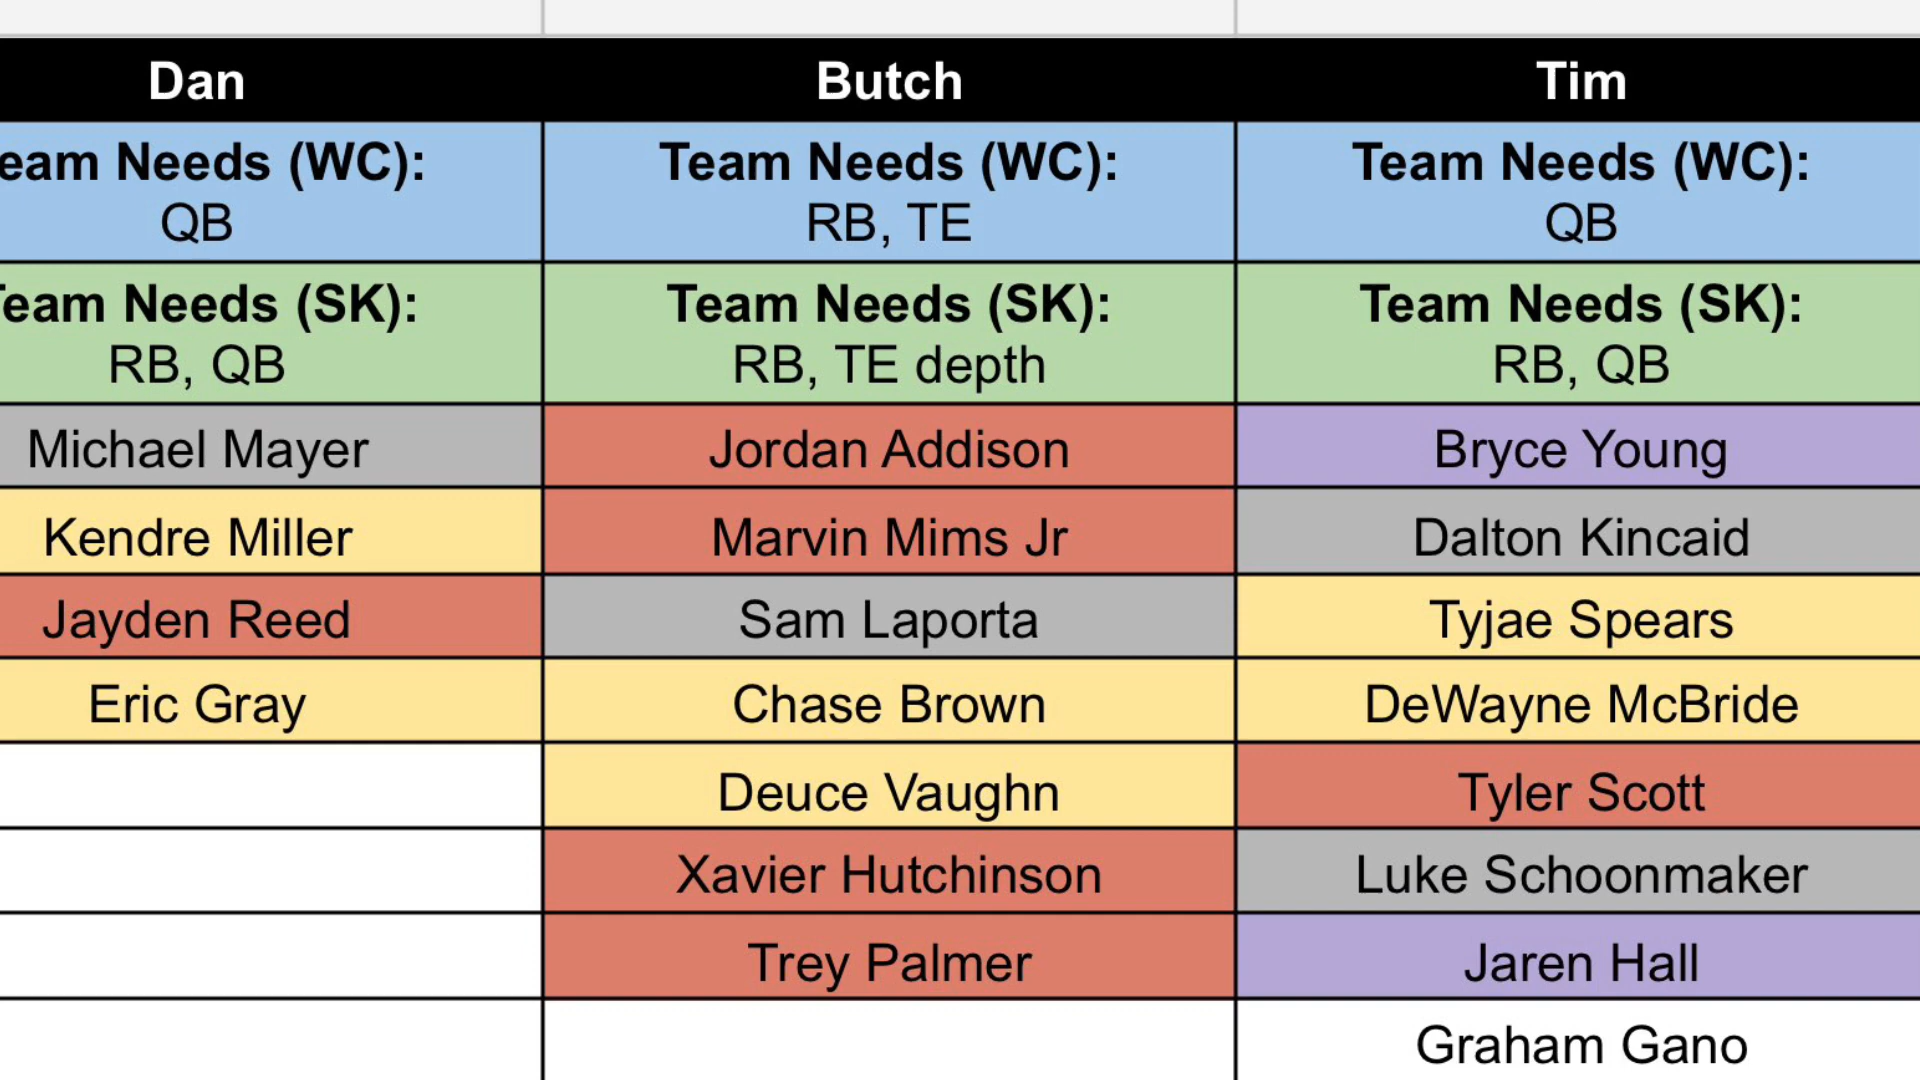 Dan Butch Tim
eam Needs (WC): Team Needs (WC): Team Needs (WC):
QB RB, TE QB
eam Needs (SK): Team Needs (SK): Team Needs (SK):
RB, QB RB, TE depth RB, QB
Michael Mayer Jordan Addison Bryce Young
Kendre Miller Marvin Mims Jr Dalton Kincaid
Jayden Reed Sam Laporta Tyjae Spears
Eric Gray Chase Brown DeWayne McBride
Deuce Vaughn Tyler Scott
Xavier Hutchinson Luke Schoonmaker
Trey Palmer Jaren Hall
Graham Gano